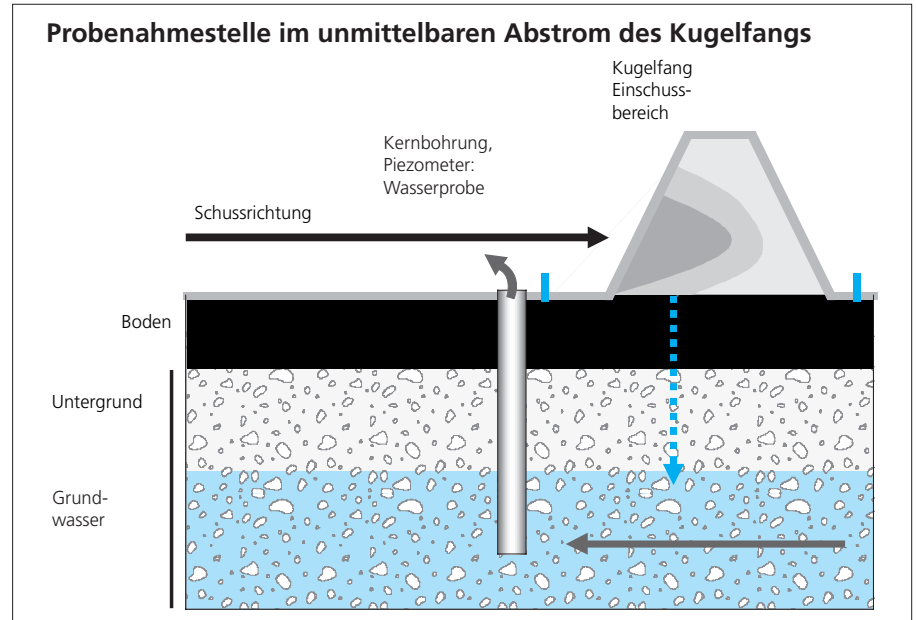 Probenahmestelle im unmittelbaren Abstrom des Kugelfangs
Kugelfang
Einschuss-
bereich
Kernbohrung,
Piezometer:
Wasserprobe
Schussrichtung
Boden
Untergrund
Grund-
wasser